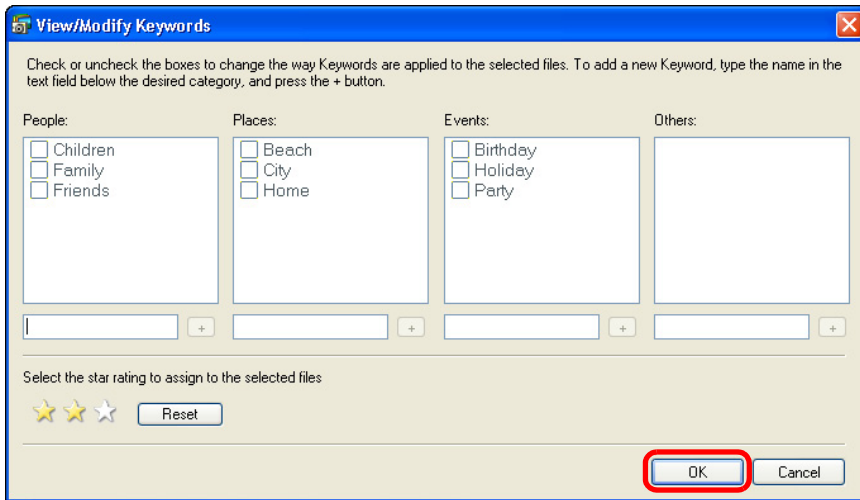 View/Modify Keywords
Check or uncheck the boxes to change the way Keywords are applied to the selected files. To add a new Keyword, type the name in the
text field below the desired category, and press the + button.
People:
Places:
Events:
Others:
Children
Family
Friends
Beach
City
Home
Birthday
Holiday
Party
+
+
+
+
Select the star rating to assign to the selected files
Reset
OK
Cancel